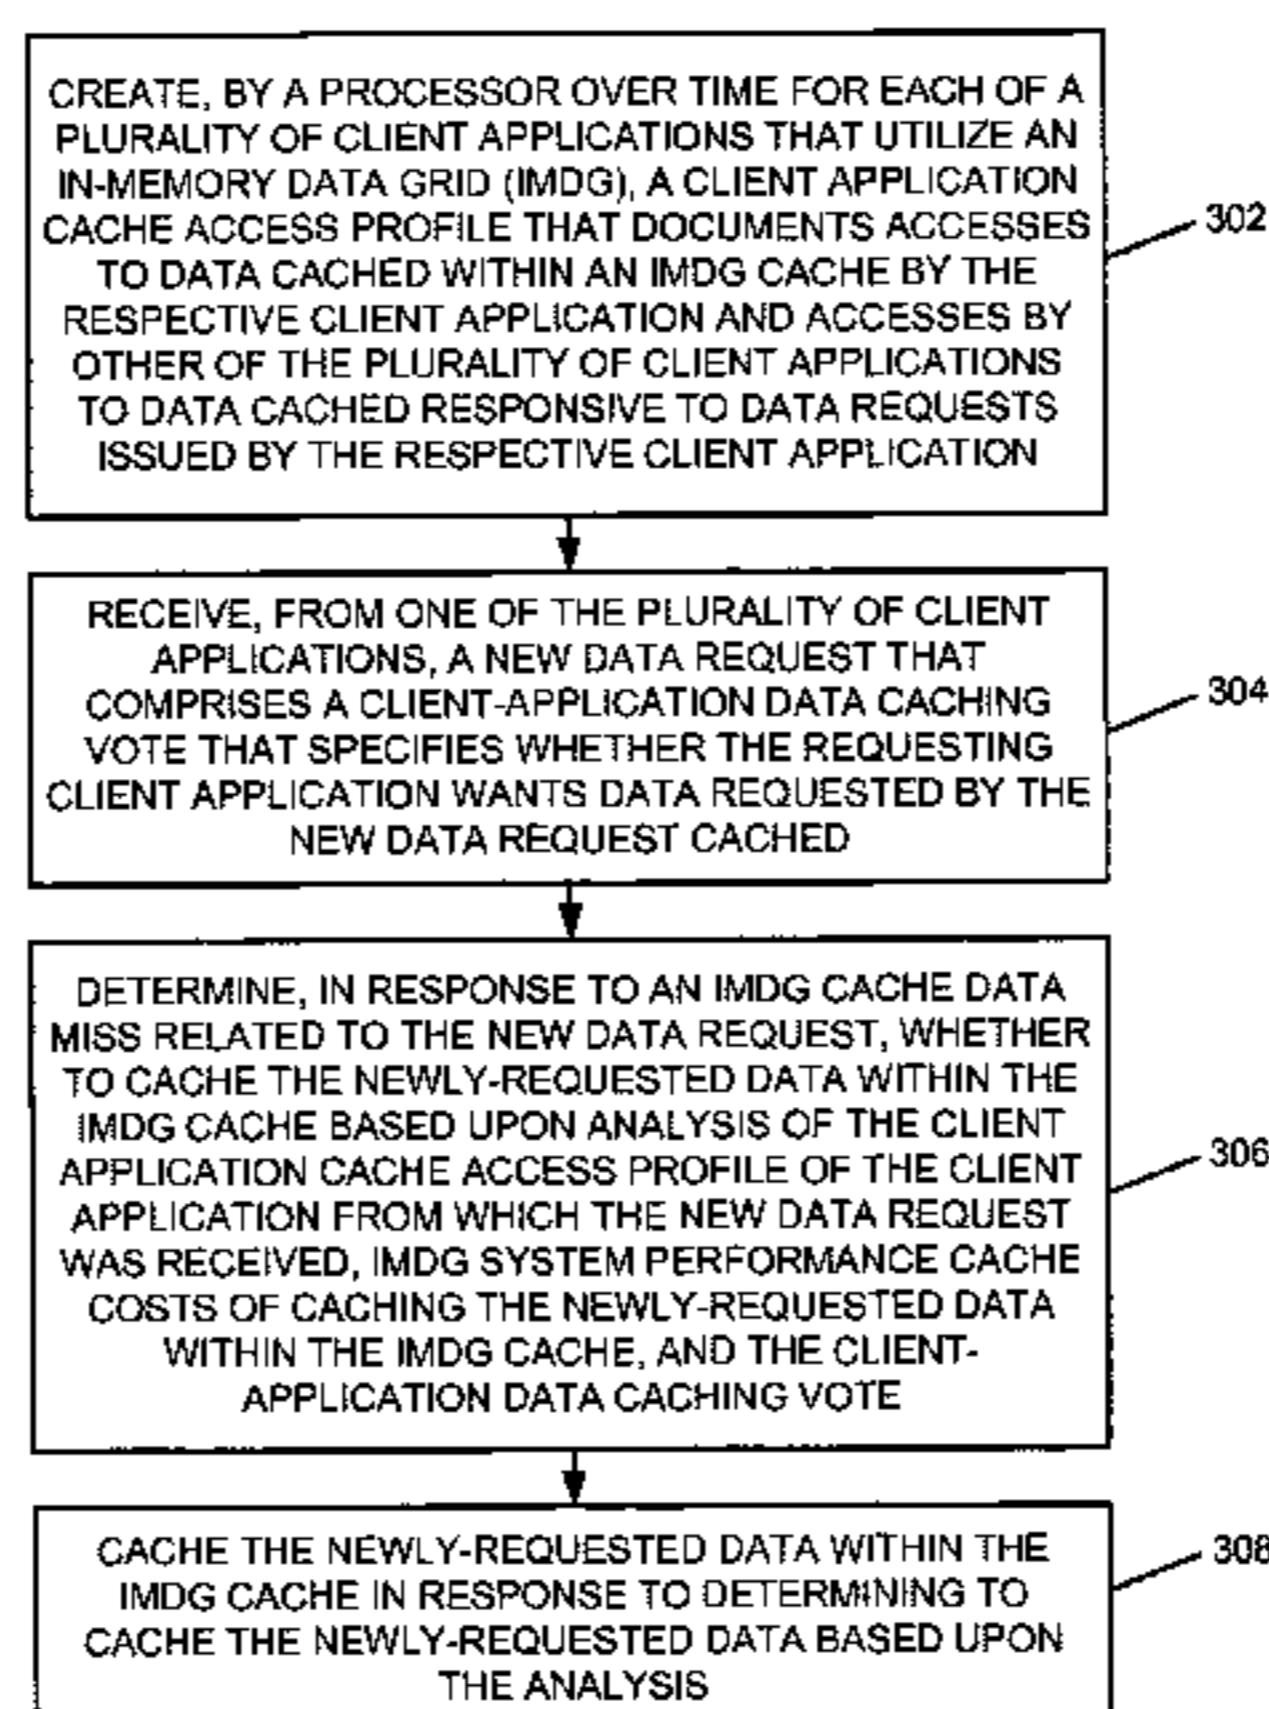 CREATE, BY A PROCESSOR OVER TIME FOR EACH OF A
PLURALITY OF CLIENT APPLICATIONS THAT UTILIZE AN
IN-MEMORY DATA GRID (IMDG), A CLIENT APPLICATION
CACHE ACCESS PROFILE THAT DOCUMENTS ACCESSES
TO DATA CACHED WITHIN AN IMDG CACHE BY THE
RESPECTIVE CLIENT APPLICATION AND ACCESSES BY
OTHER OF THE PLURALITY OF CLIENT APPLICATIONS
TO DATA CACHED RESPONSIVE TO DATA REQUESTS
ISSUED BY THE RESPECTIVE CLIENT APPLICATION
302
RECEIVE, FROM ONE OF THE PLURALITY OF CLIENT
APPLICATIONS, A NEW DATA REQUEST THAT
COMPRISES A CLIENT-APPLICATION DATA CACHING
VOTE THAT SPECIFIES WHETHER THE REQUESTING
CLIENT APPLICATION WANTS DATA REQUESTED BY THE
NEW DATA REQUEST CACHED
304
DETERMINE, IN RESPONSE TO AN IMDG CACHE DATA
MISS RELATED TO THE NEW DATA REQUEST, WHETHER
TO CACHE THE NEWLY-REQUESTED DATA WITHIN THE
IMDG CACHE BASED UPON ANALYSIS OF THE CLIENT
APPLICATION CACHE ACCESS PROFILE OF THE CLIENT
APPLICATION FROM WHICH THE NEW DATA REQUEST
WAS RECEIVED, IMDG SYSTEM PERFORMANCE CACHE
COSTS OF CACHING THE NEWLY-REQUESTED DATA
WITHIN THE IMDG CACHE, AND THE CLIENT-
APPLICATION DATA CACHING VOTE
306
CACHE THE NEWLY-REQUESTED DATA WITHIN THE
IMDG CACHE IN RESPONSE TO DETERMINING TO
CACHE THE NEWLY-REQUESTED DATA BASED UPON
THE ANALYSIS
308